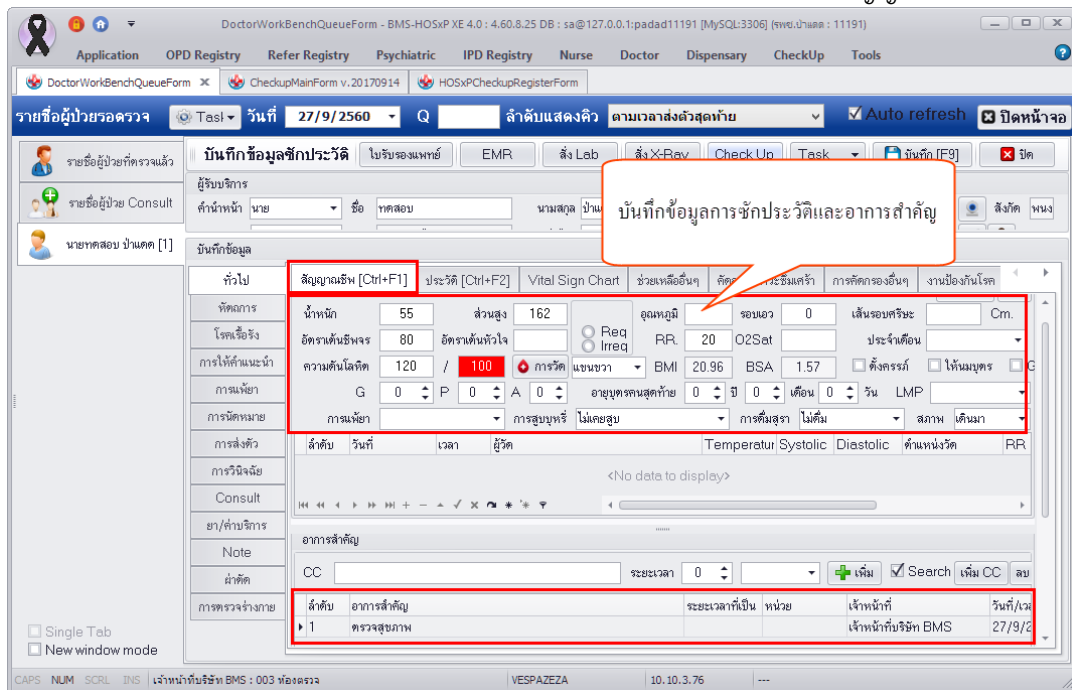 DoctorWorkBenchQueueForm - BMS-HOSxP XE 4.0 : 4.60.8.25 DB : sa@127.0.0.1:padad11191 [MySQL:3306] (รพช.ป่าแดด : 11191)
Application OPD Registry Refer Registry Psychiatric IPD Registry Nurse Doctor Dispensary CheckUp Tools
DoctorWorkBenchQueueForm CheckupMainForm v.20170914 HOSxPCheckupRegisterForm
รายชื่อผู้ป่วยรอตรวจ Task วันที่ 27/9/2560 Q ลำดับแสดงคิว ตามเวลาส่งตัวสุดท้าย Auto refresh ปิดหน้าจอ
รายชื่อผู้ป่วยที่ตรวจแล้ว
รายชื่อผู้ป่วย Consult
นายทดสอบ ป่าแดด [1]
บันทึกข้อมูลซักประวัติ ใบรับรองแพทย์ EMR สั่ง Lab สั่ง X-Ray Check Up Task บันทึก [F9] ปิด
ผู้รับบริการ
คำนำหน้า นาย ชื่อ ทดสอบ นามสกุล สังกัด พนง
บันทึกข้อมูลการซักประวัติและอาการสำคัญ
บันทึกข้อมูล
ทั่วไป
หัตถการ
โรคเรื้อรัง
การให้คำแนะนำ
การแพ้ยา
การนัดหมาย
การส่งตัว
การวินิจฉัย
Consult
ยา/ค่าบริการ
Note
ผ่าตัด
การตรวจร่างกาย
สัญญาณชีพ [Ctrl+F1] ประวัติ [Ctrl+F2] Vital Sign Chart ช่วยเหลืออื่นๆ การคัดกรองอื่นๆ งานป้องกันโรค
น้ำหนัก 55 ส่วนสูง 162 อุณหภูมิ รอบเอว 0 เส้นรอบศรีษะ Cm.
อัตราเต้นชีพจร 80 อัตราเต้นหัวใจ Req Irreq RR. 20 O2Sat ประจำเดือน
ความดันโลหิต 120 / 100 การวัด แขนขวา BMI 20.96 BSA 1.57 ตั้งครรภ์ ให้นมบุตร G
G 0 P 0 A 0 อายุบุตรคนสุดท้าย 0 ปี 0 เดือน 0 วัน LMP
การแพ้ยา การสูบบุหรี่ ไม่เคยสูบ การดื่มสุรา ไม่ดื่ม สภาพ เดินมา
ลำดับ วันที่ เวลา ผู้วัด Temperatur Systolic Diastolic ตำแหน่งวัด RR
<No data to display>
อาการสำคัญ
CC ระยะเวลา 0 เพิ่ม Search เพิ่ม CC ลบ
ลำดับ อาการสำคัญ ระยะเวลาที่เป็น หน่วย เจ้าหน้าที่ วันที่/เวล
1 ตรวจสุขภาพ เจ้าหน้าที่บริษัท BMS 27/9/2
Single Tab
New window mode
CAPS NUM SCRL INS เจ้าหน้าที่บริษัท BMS : 003 ห้องตรวจ VESPAZEZA 10.10.3.76 ---